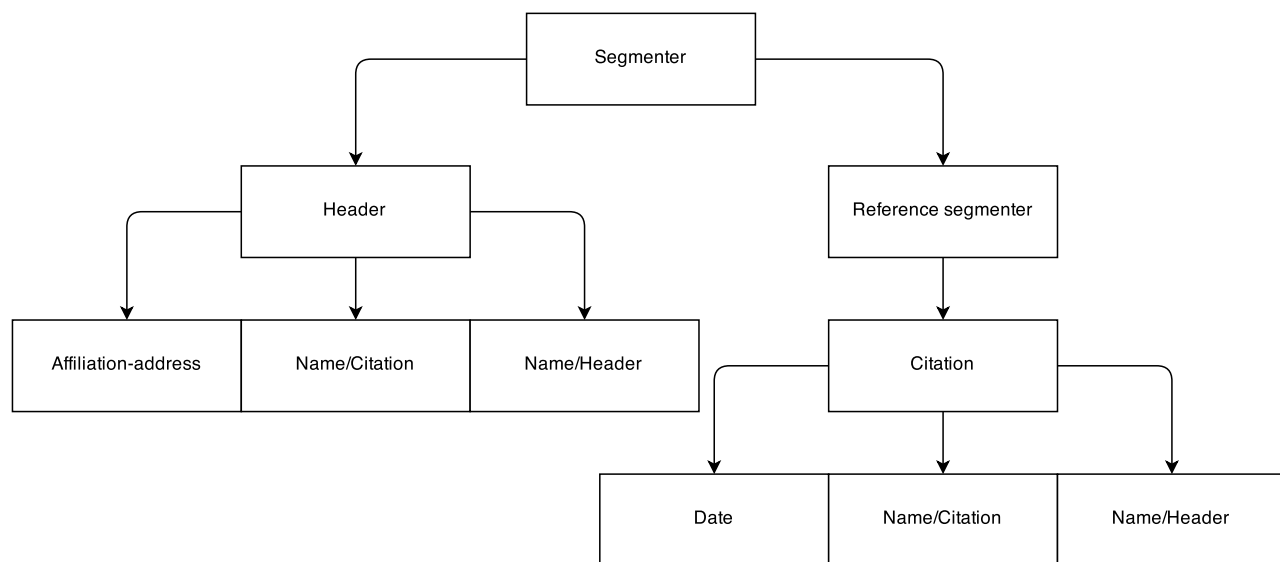 Segmenter
Header
Reference segmenter
Affiliation-address
Name/Citation
Name/Header
Citation
Date
Name/Citation
Name/Header